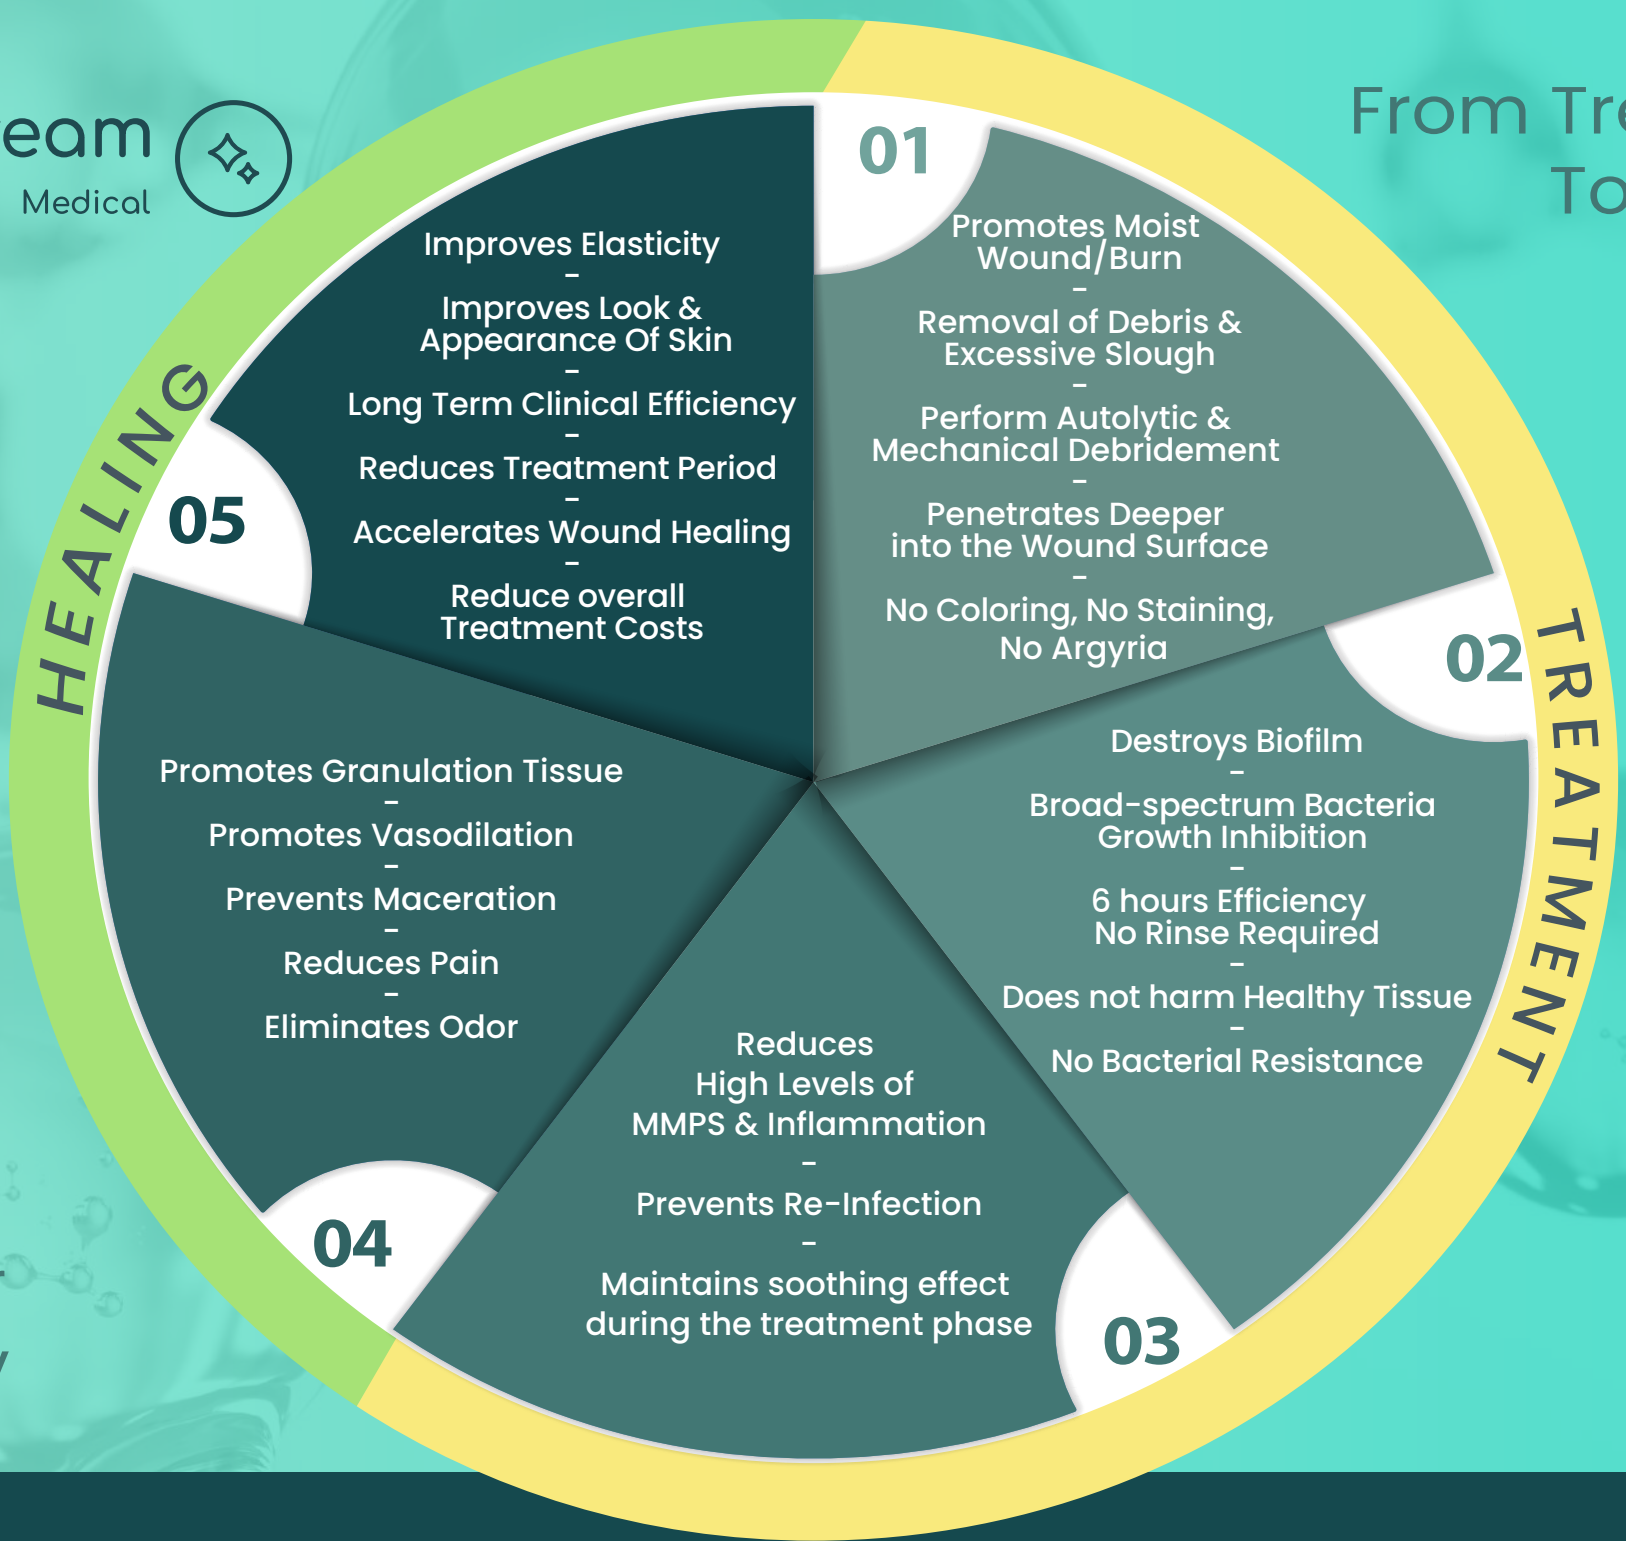 Medical
From
To
01
Promotes Moist
Wound/Burn
-
Removal of Debris &
Excessive Slough
-
Perform Autolytic &
Mechanical Debridement
-
Penetrates Deeper
into the Wound Surface
-
No Coloring, No Staining,
No Argyria
02
Destroys Biofilm
-
Broad-spectrum Bacteria
Growth Inhibition
-
6 hours Efficiency
No Rinse Required
-
Does not harm Healthy Tissue
-
No Bacterial Resistance
03
Reduces
High Levels of
MMPS & Inflammation
-
Prevents Re-Infection
-
Maintains soothing effect
during the treatment phase
04
Promotes Granulation Tissue
-
Promotes Vasodilation
-
Prevents Maceration
-
Reduces Pain
-
Eliminates Odor
05
Improves Elasticity
-
Improves Look &
Appearance Of Skin
-
Long Term Clinical Efficiency
-
Reduces Treatment Period
-
Accelerates Wound Healing
-
Reduce overall
Treatment Costs
HEALING
TREATMENT